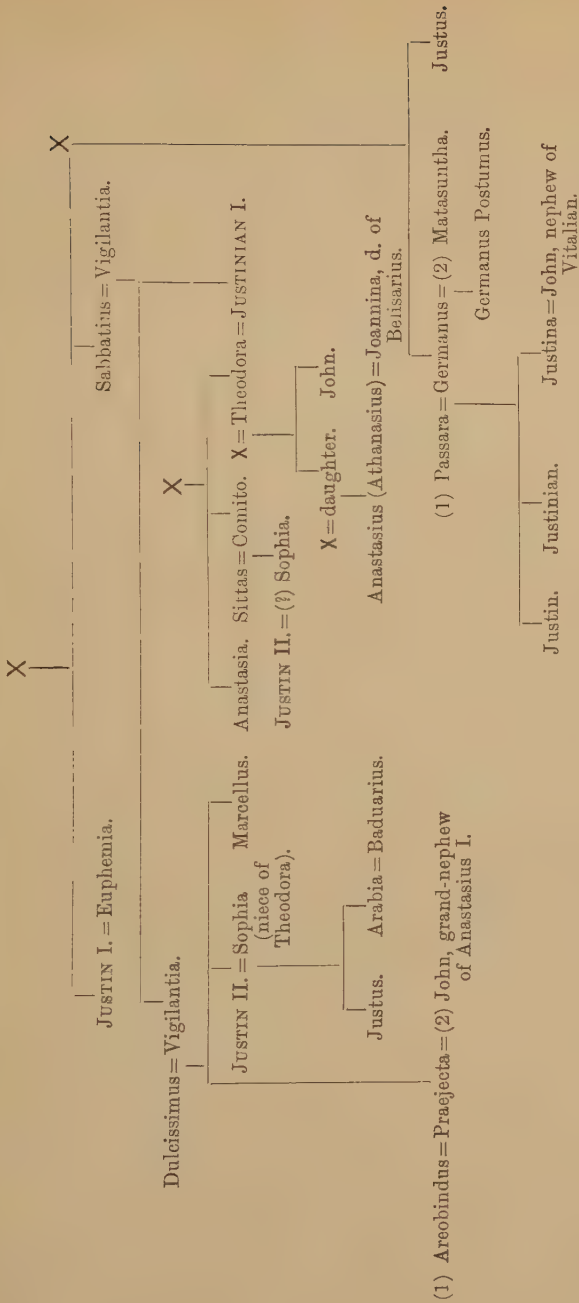 X
X
JUSTIN I. = Euphemia.
Sabbatius = Vigilantia.
Dulcissimus = Vigilantia.
X
JUSTIN II. = Sophia Marcellus.
(niece of
Theodora).
Anastasia. Sittas = Comito. X = Theodora = JUSTINIAN I.
JUSTIN II. = (?) Sophia.
X = daughter. John.
Justus. Arabia = Baduarius.
Anastasius (Athanasius) = Joannina, d. of
Belisarius.
(1) Areobindus = Praejecta = (2) John, grand-nephew
of Anastasius I.
(1) Passara = Germanus = (2) Matasuntha.
Justus.
Germanus Postumus.
Justin. Justinian. Justina = John, nephew of
Vitalian.